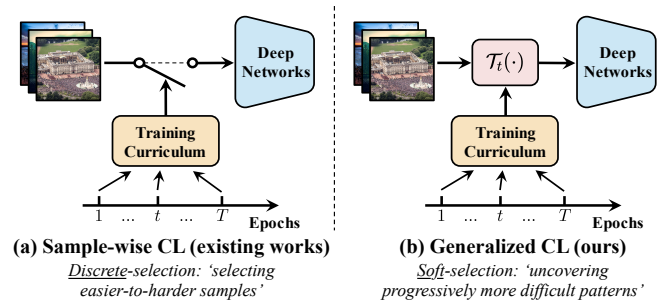 Deep
Networks
Training
Curriculum
1 ... t ... T
Epochs
(a) Sample-wise CL (existing works)
Discrete-selection: ‘selecting
easier-to-harder samples’
𝒯ₜ(·)
Deep
Networks
Training
Curriculum
1 ... t ... T
Epochs
(b) Generalized CL (ours)
Soft-selection: ‘uncovering
progressively more difficult patterns’